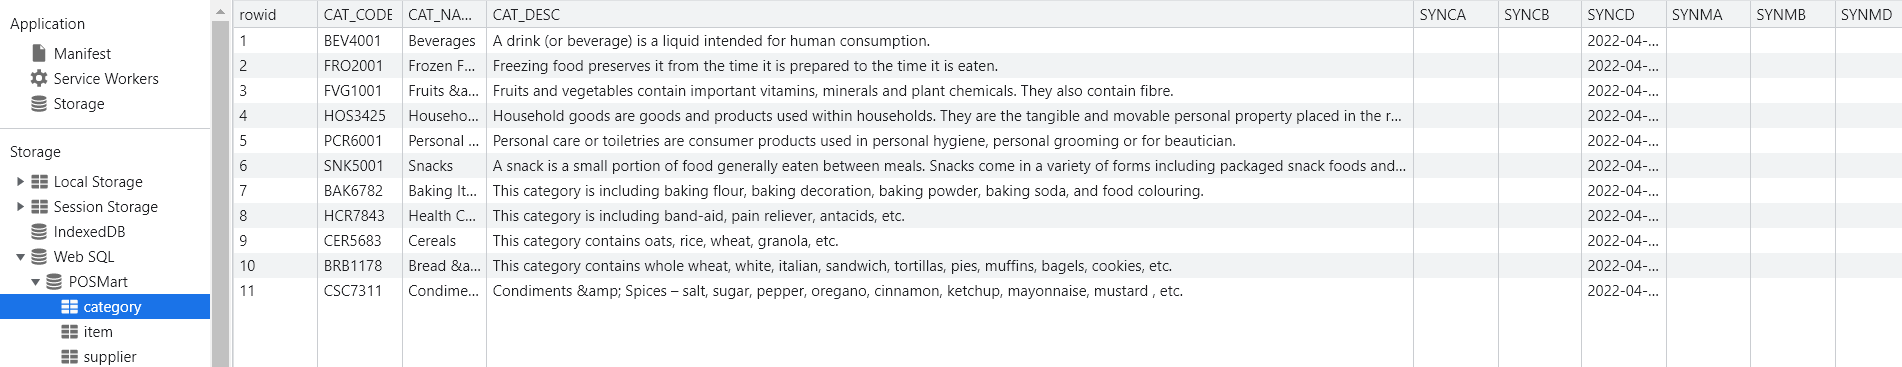 Application
Manifest
Service Workers
Storage
Storage
Local Storage
Session Storage
IndexedDB
Web SQL
POSMart
category
item
supplier
rowid CAT_CODE CAT_NA... CAT_DESC SYNCA SYNCB SYNCD SYNMA SYNMB SYNMD
1 BEV4001 Beverages A drink (or beverage) is a liquid intended for human consumption. 2022-04-...
2 FRO2001 Frozen F... Freezing food preserves it from the time it is prepared to the time it is eaten. 2022-04-...
3 FVG1001 Fruits &a... Fruits and vegetables contain important vitamins, minerals and plant chemicals. They also contain fibre. 2022-04-...
4 HOS3425 Househo... Household goods are goods and products used within households. They are the tangible and movable personal property placed in the r... 2022-04-...
5 PCR6001 Personal ... Personal care or toiletries are consumer products used in personal hygiene, personal grooming or for beautician. 2022-04-...
6 SNK5001 Snacks A snack is a small portion of food generally eaten between meals. Snacks come in a variety of forms including packaged snack foods and... 2022-04-...
7 BAK6782 Baking It... This category is including baking flour, baking decoration, baking powder, baking soda, and food colouring. 2022-04-...
8 HCR7843 Health C... This category is including band-aid, pain reliever, antacids, etc. 2022-04-...
9 CER5683 Cereals This category contains oats, rice, wheat, granola, etc. 2022-04-...
10 BRB1178 Bread &a... This category contains whole wheat, white, italian, sandwich, tortillas, pies, muffins, bagels, cookies, etc. 2022-04-...
11 CSC7311 Condime... Condiments &amp; Spices – salt, sugar, pepper, oregano, cinnamon, ketchup, mayonnaise, mustard , etc. 2022-04-...